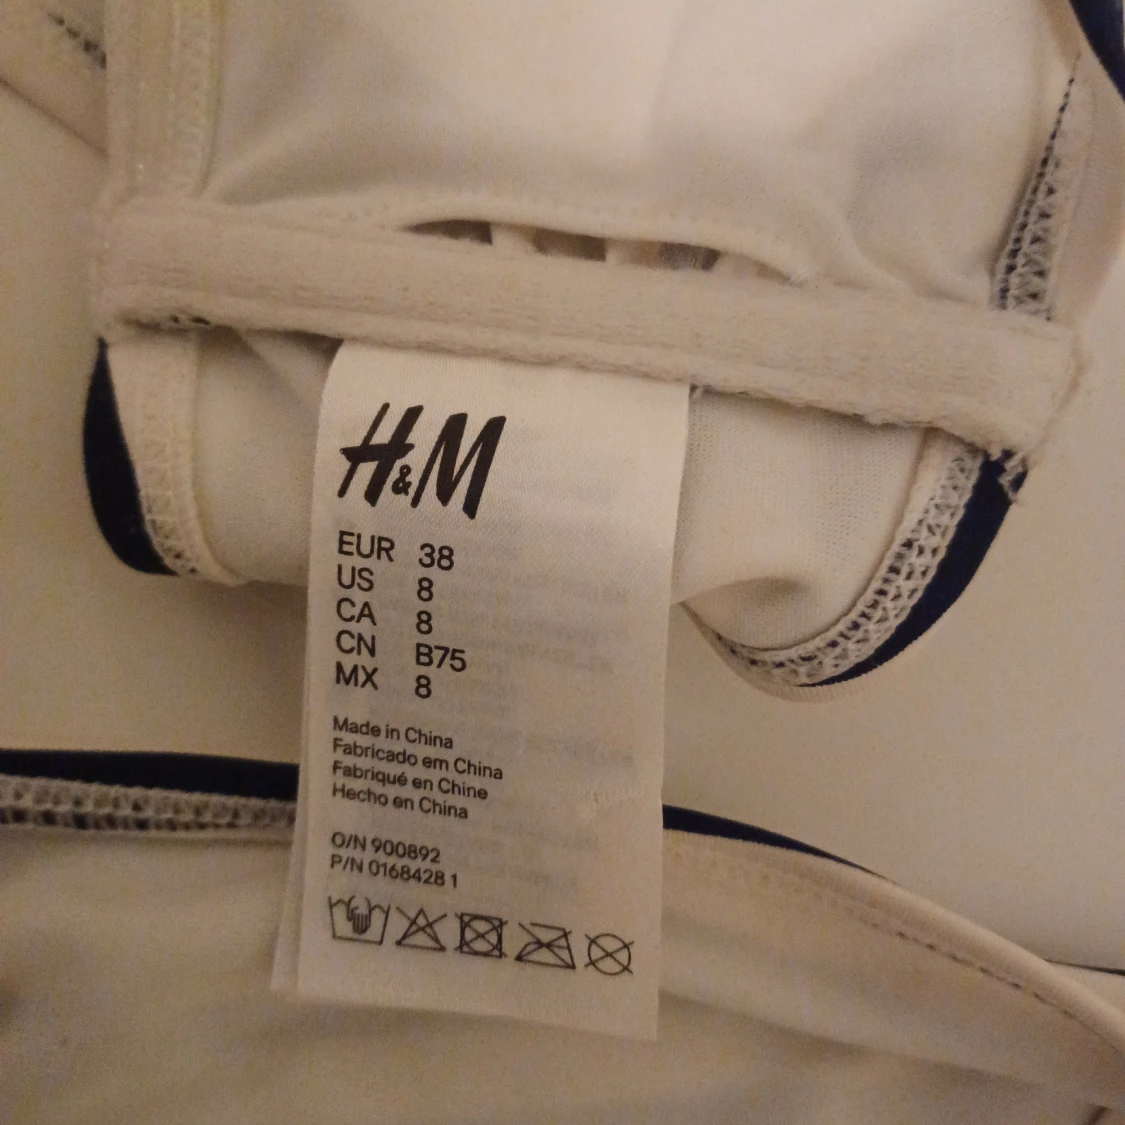 H&M
EUR 38
US 8
CA 8
CN B75
MX 8
Made in China
Fabricado em China
Fabriqué en Chine
Hecho en China
O/N 900892
P/N 0168428 1